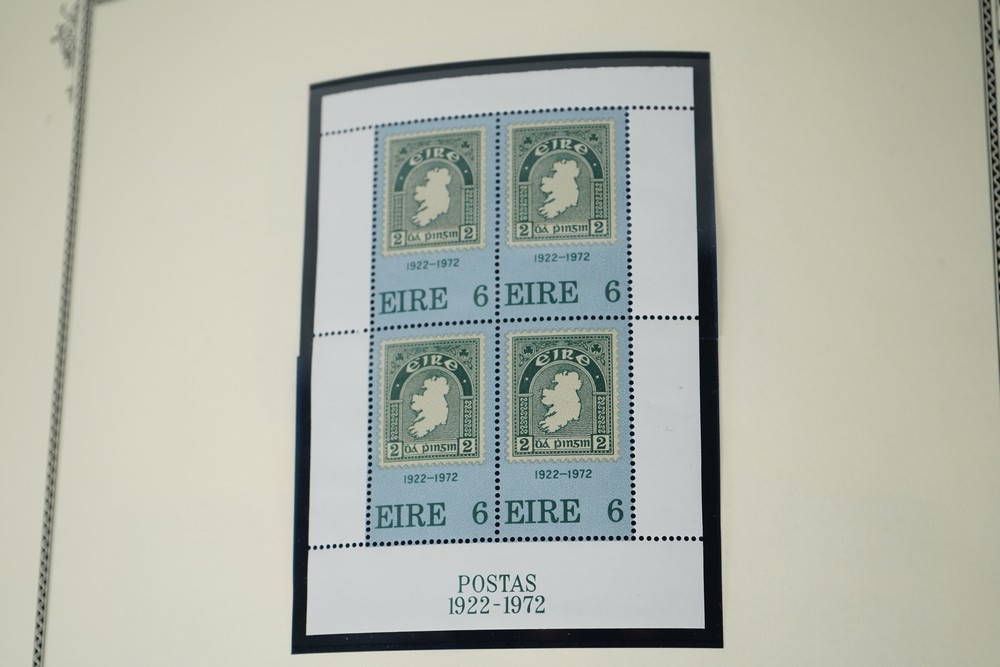 EIRE
2 dá pinsin 2
1922-1972
EIRE 6
EIRE
2 dá pinsin 2
1922-1972
EIRE 6
EIRE
2 dá pinsin 2
1922-1972
EIRE 6
EIRE
2 dá pinsin 2
1922-1972
EIRE 6
POSTAS
1922-1972